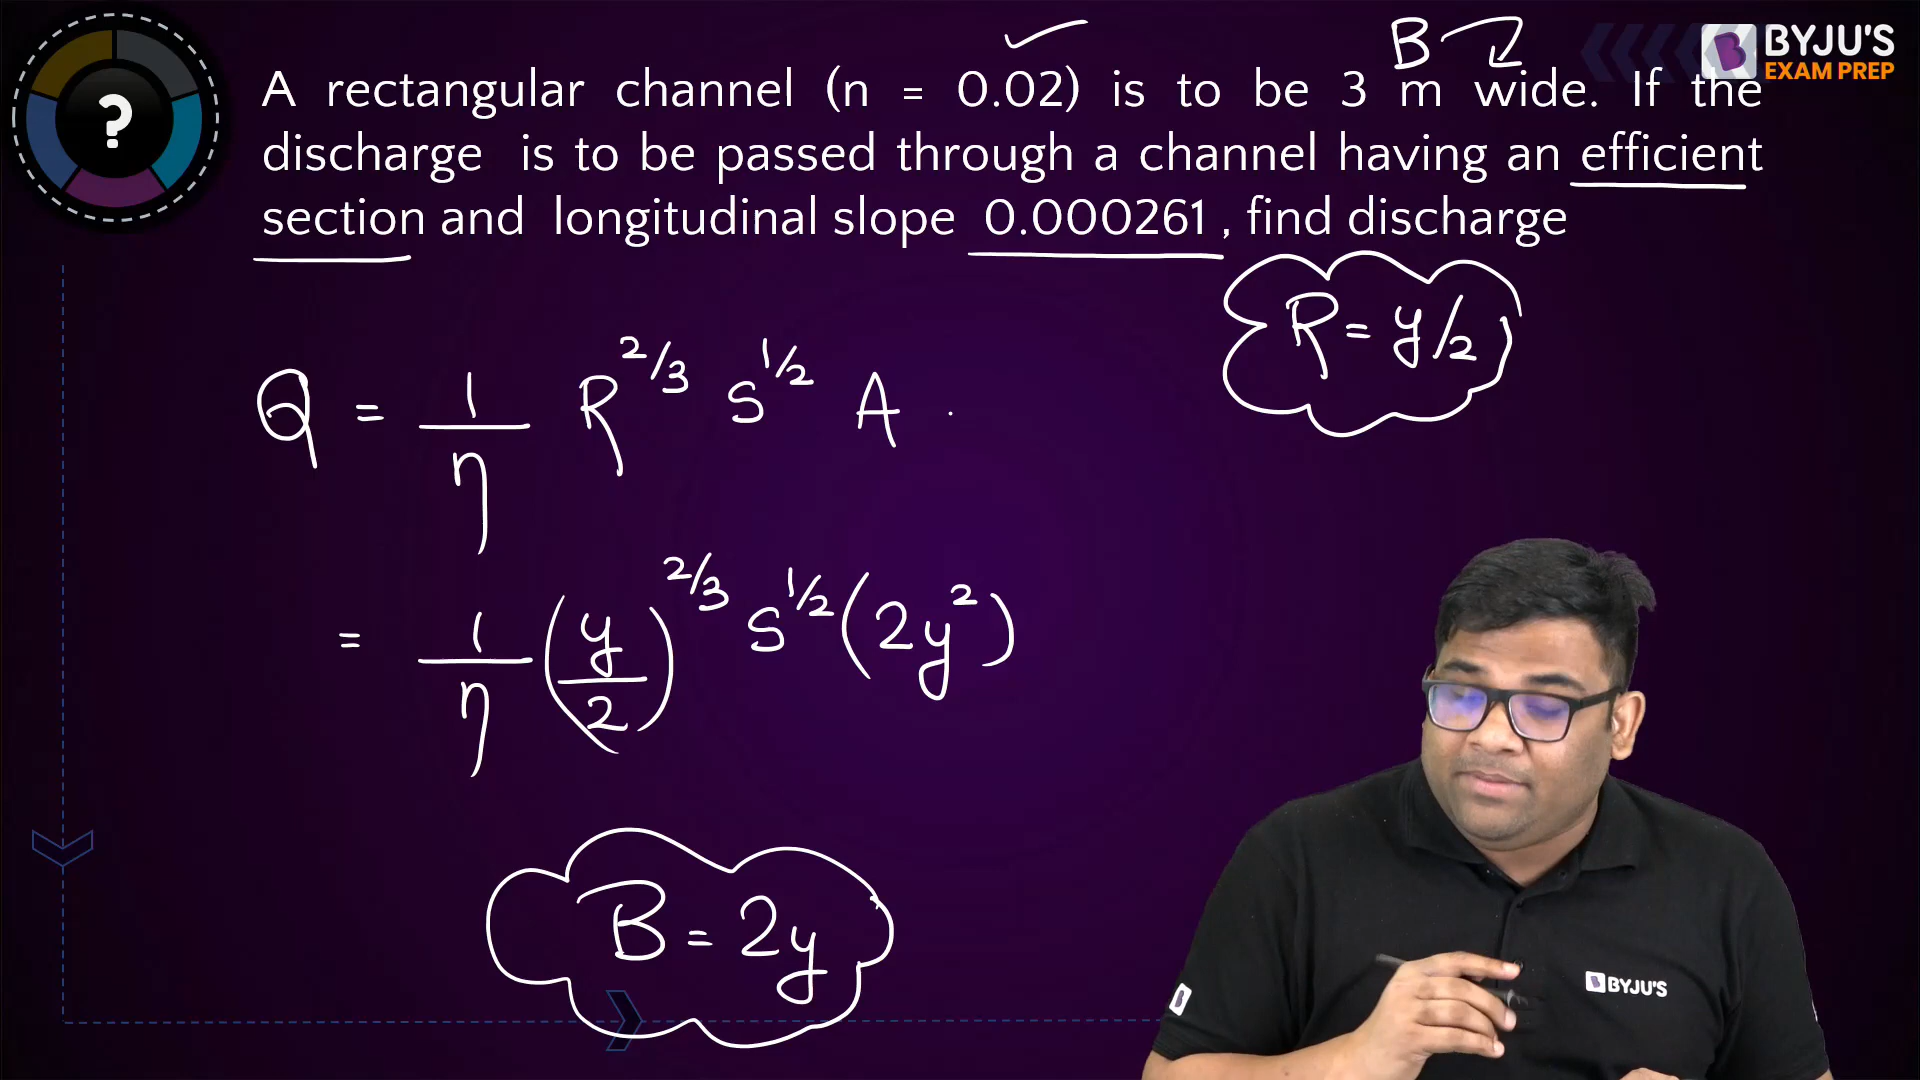 B
BYJU'S
EXAM PREP
?
A rectangular channel (n = 0.02) is to be 3 m wide. If the
discharge is to be passed through a channel having an efficient
section and longitudinal slope 0.000261 , find discharge
R = y/2
Q = 1/η R^2/3 S^1/2 A .
= 1/η (y/2)^2/3 S^1/2 (2y^2)
B = 2y
BYJU'S